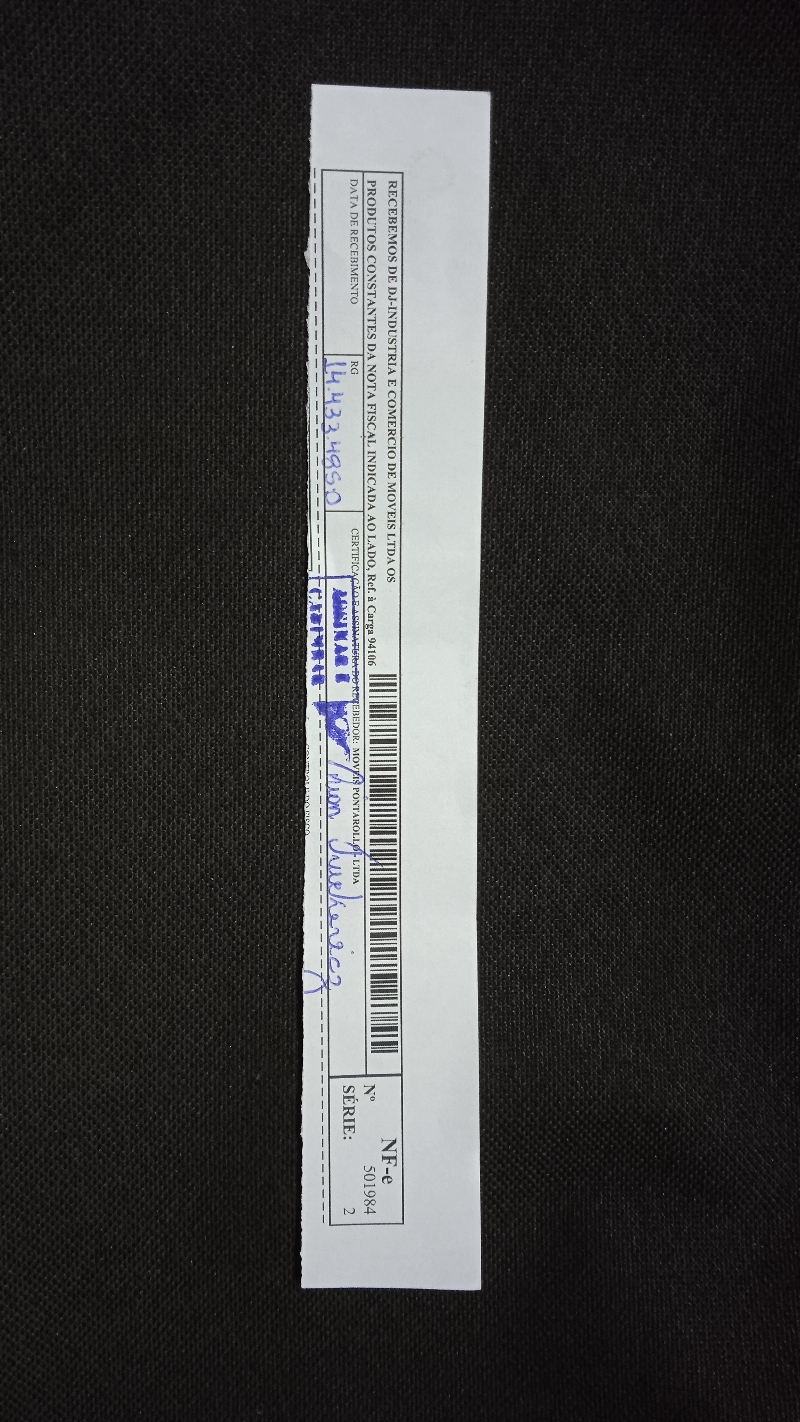 RECEBEMOS DE DJ-INDUSTRIA E COMERCIO DE MOVEIS LTDA OS
PRODUTOS CONSTANTES DA NOTA FISCAL INDICADA AO LADO, Ref. à Carga 94106
DATA DE RECEBIMENTO
RG
14.433.485.0
CERTIFICAÇÃO E ASSINATURA DO RECEBEDOR: MOVEIS PONTAROLLO - LTDA
NF-e
Nº 501984
SÉRIE: 2